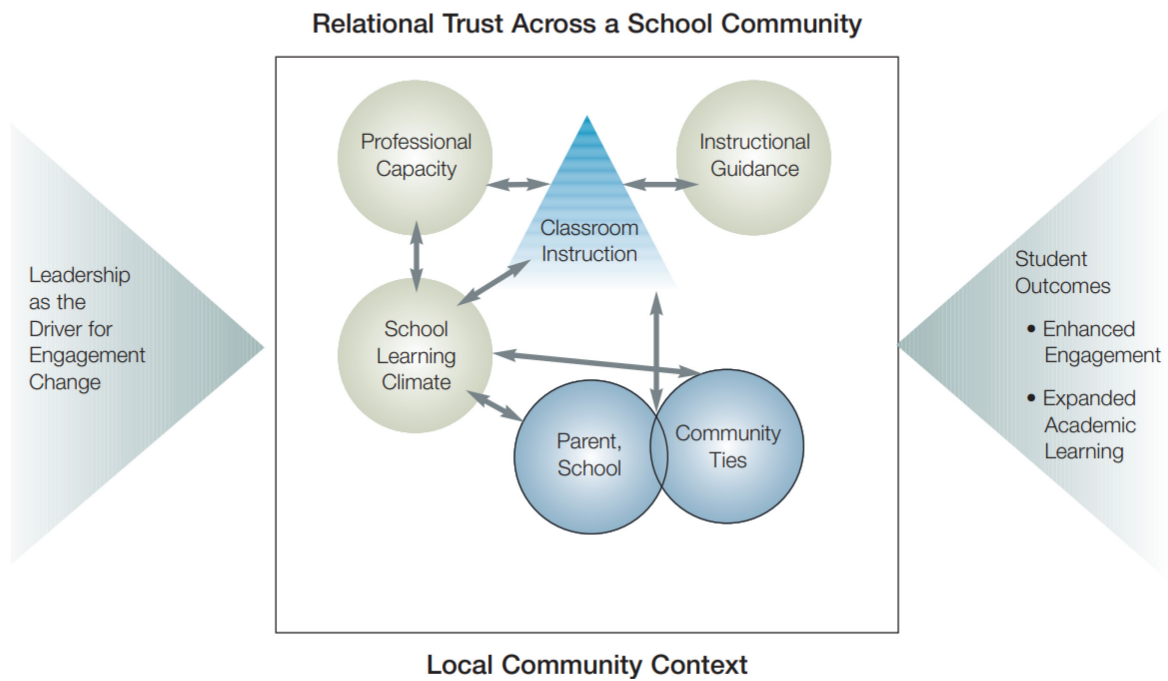 Relational Trust Across a School Community
Professional
Capacity
Instructional
Guidance
Classroom
Instruction
Leadership
as the
Driver for
Engagement
Change
School
Learning
Climate
Parent,
School
Community
Ties
Student
Outcomes
• Enhanced
Engagement
• Expanded
Academic
Learning
Local Community Context